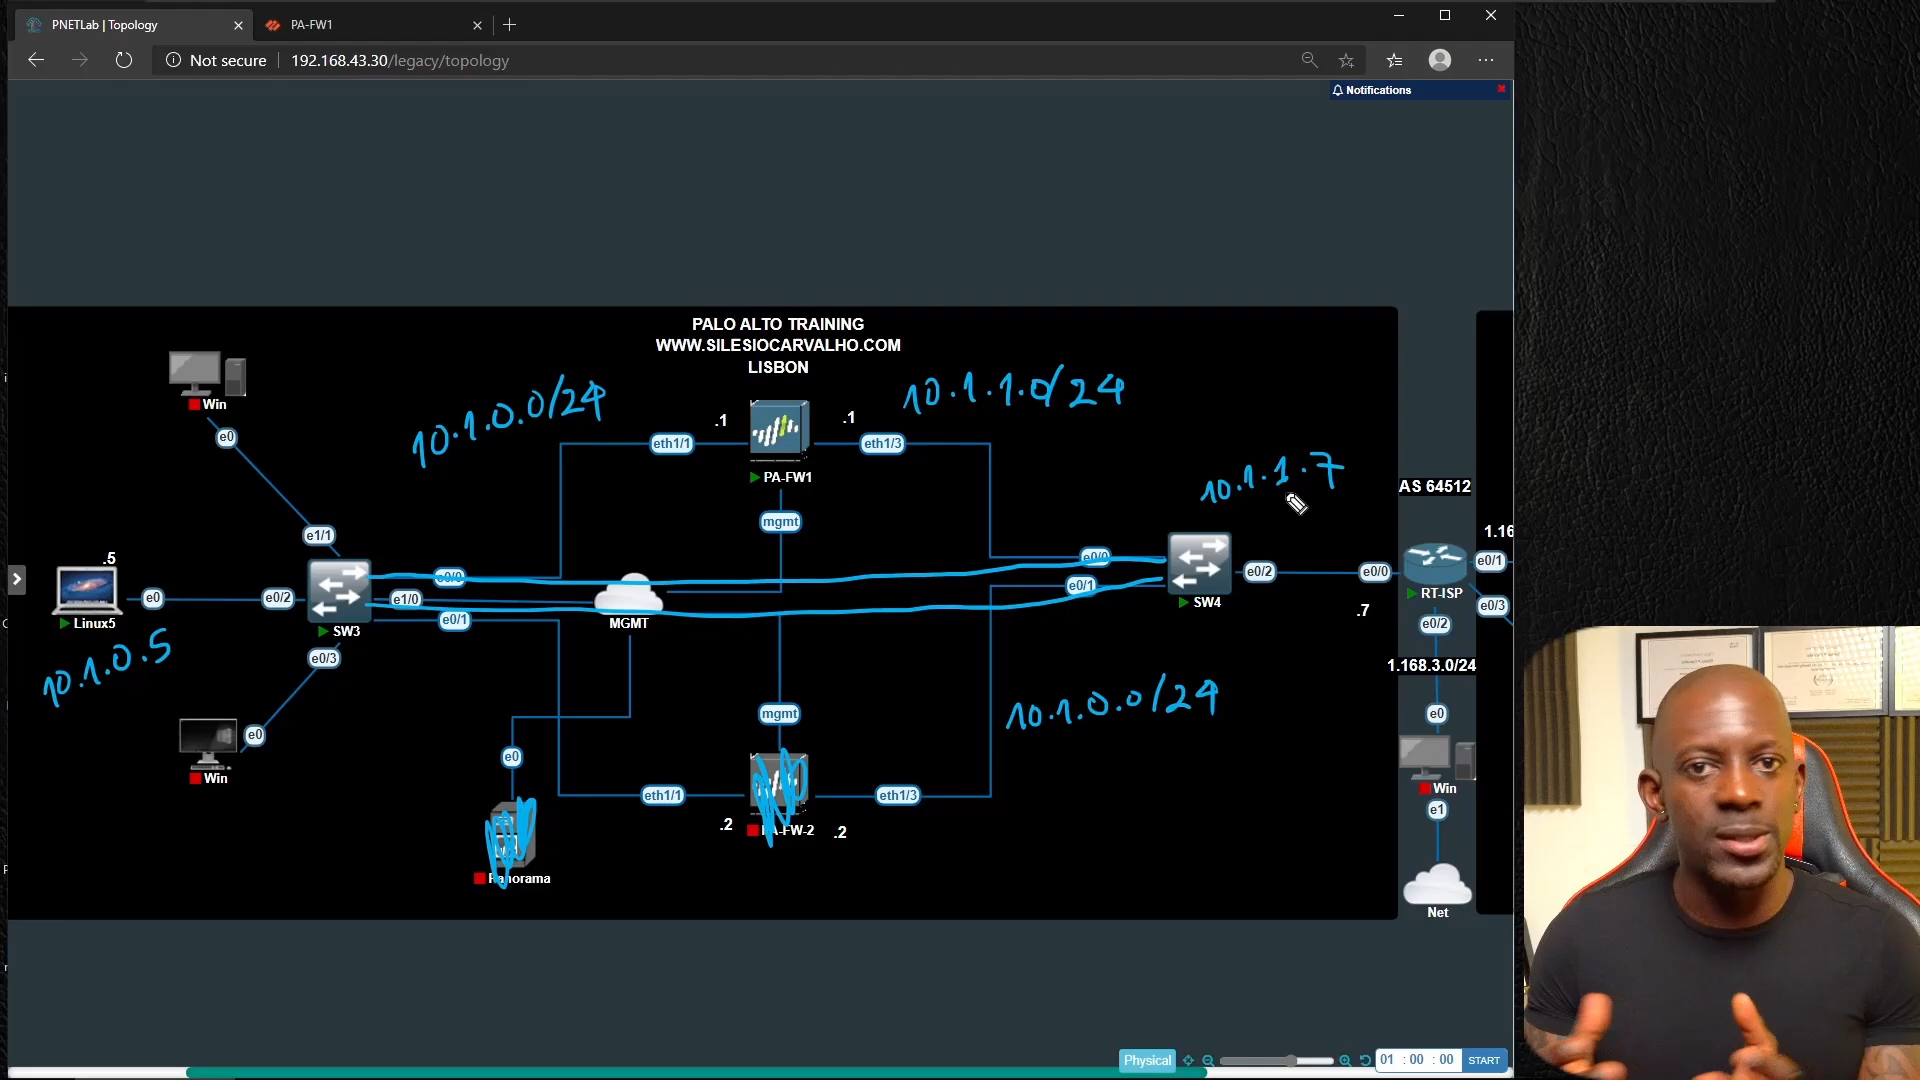 PNETLab | Topology
PA-FW1
Not secure
192.168.43.30/legacy/topology
Notifications
PALO ALTO TRAINING
WWW.SILESIOCARVALHO.COM
LISBON
10.1.0.0/24
10.1.1.0/24
.1
.1
eth1/1
eth1/3
Win
e0
PA-FW1
mgmt
10.1.1.7
AS 64512
1.16
e1/1
.5
e0/0
e0/0
e0/1
e0/2
e0/0
e0/1
e0
e0/2
e1/0
e0/1
MGMT
SW4
.7
RT-ISP
e0/3
e0/2
Linux5
SW3
10.1.0.5
e0/3
1.168.3.0/24
10.1.0.0/24
mgmt
e0
e0
e0
Win
eth1/1
eth1/3
.2
PA-FW-2
.2
Win
e1
Panorama
Net
Physical
01 : 00 : 00
START